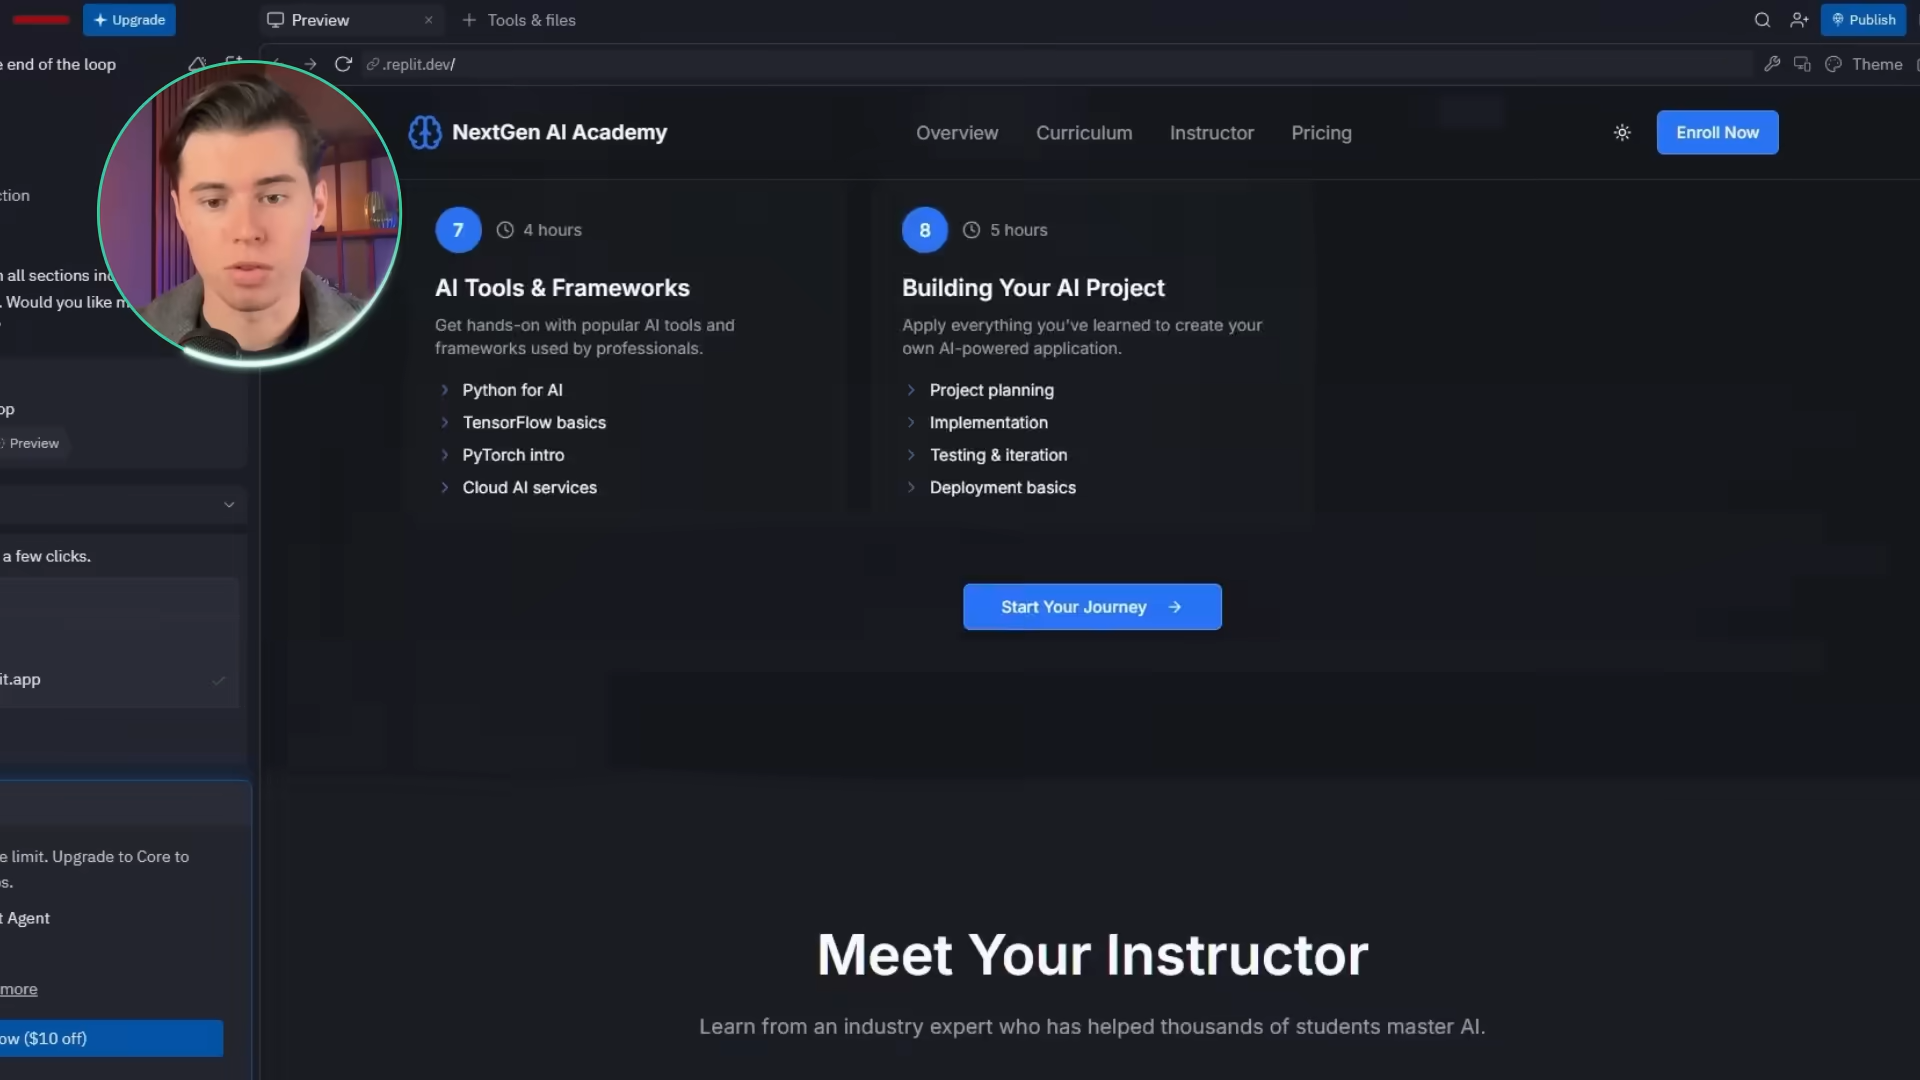 Upgrade
Preview
Tools & files
Publish
end of the loop
.replit.dev/
Theme
NextGen AI Academy
Overview
Curriculum
Instructor
Pricing
Enroll Now
ction
all sections inc
. Would you like m
7
4 hours
8
5 hours
AI Tools & Frameworks
Building Your AI Project
Get hands-on with popular AI tools and
frameworks used by professionals.
Apply everything you've learned to create your
own AI-powered application.
Python for AI
TensorFlow basics
PyTorch intro
Cloud AI services
Project planning
Implementation
Testing & iteration
Deployment basics
op
Preview
a few clicks.
Start Your Journey
it.app
e limit. Upgrade to Core to
s.
t Agent
more
ow ($10 off)
Meet Your Instructor
Learn from an industry expert who has helped thousands of students master AI.